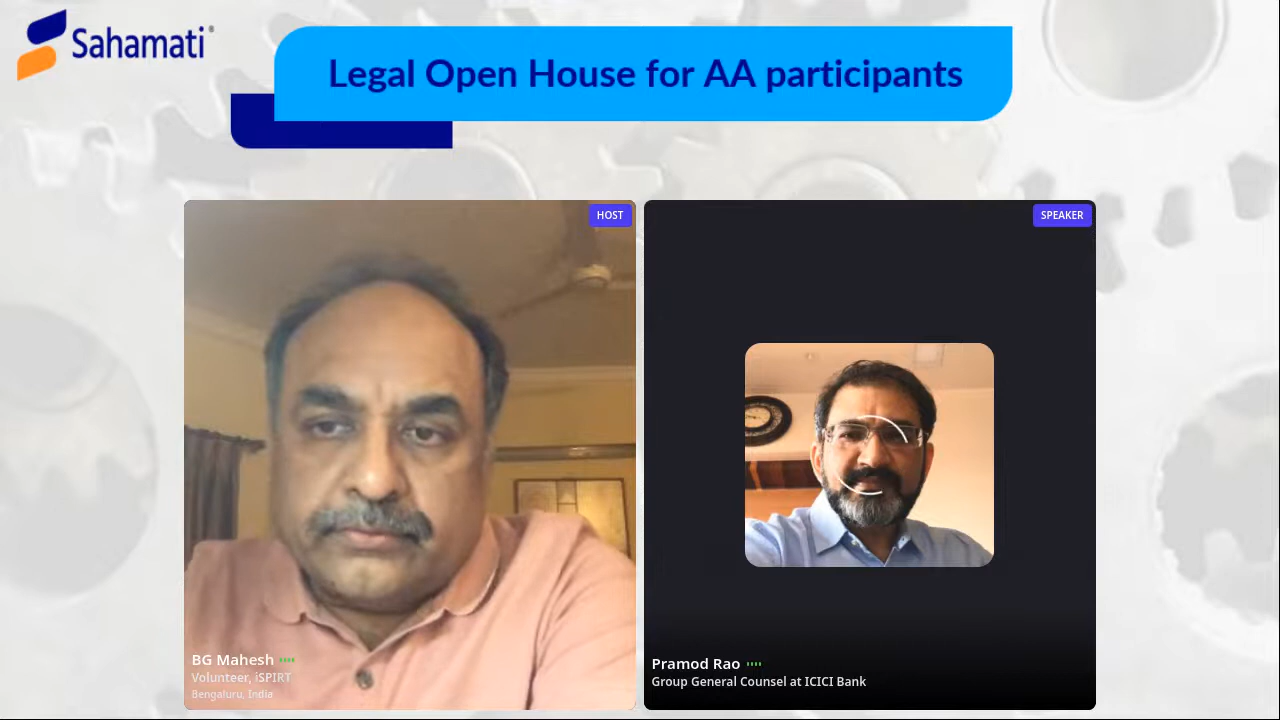 Sahamati®
Legal Open House for AA participants
HOST
SPEAKER
BG Mahesh
Volunteer, iSPIRT
Bengaluru, India
Pramod Rao
Group General Counsel at ICICI Bank